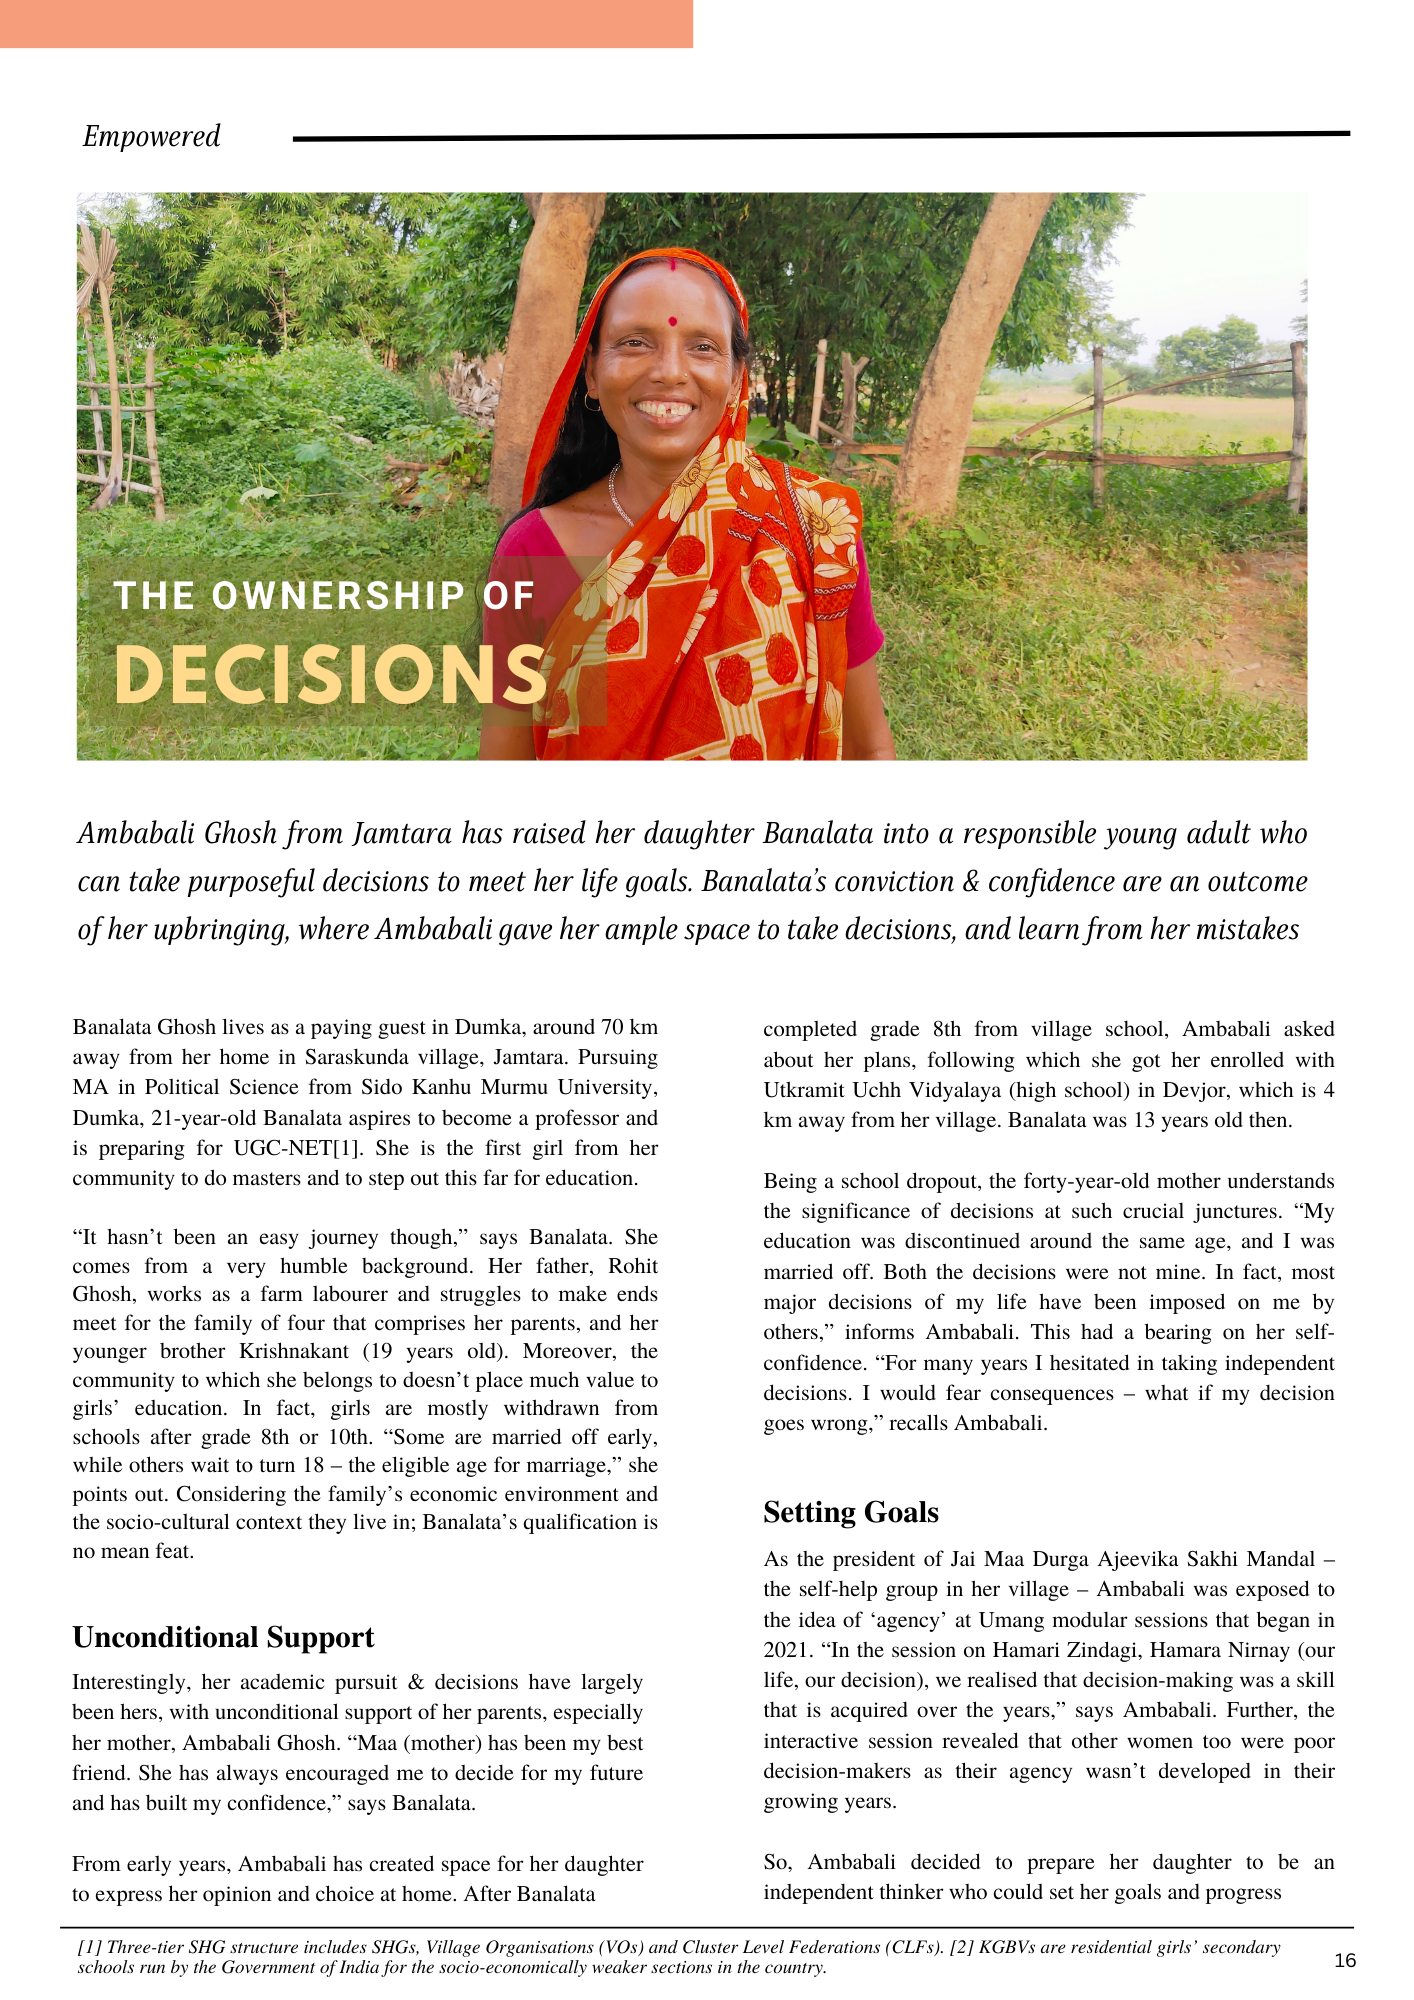 Empowered
THE OWNERSHIP OF
DECISIONS
Ambabali Ghosh from Jamtara has raised her daughter Banalata into a responsible young adult who
can take purposeful decisions to meet her life goals. Banalata’s conviction & confidence are an outcome
of her upbringing, where Ambabali gave her ample space to take decisions, and learn from her mistakes
Banalata Ghosh lives as a paying guest in Dumka, around 70 km
away from her home in Saraskunda village, Jamtara. Pursuing
MA in Political Science from Sido Kanhu Murmu University,
Dumka, 21-year-old Banalata aspires to become a professor and
is preparing for UGC-NET[1]. She is the first girl from her
community to do masters and to step out this far for education.
“It hasn’t been an easy journey though,” says Banalata. She
comes from a very humble background. Her father, Rohit
Ghosh, works as a farm labourer and struggles to make ends
meet for the family of four that comprises her parents, and her
younger brother Krishnakant (19 years old). Moreover, the
community to which she belongs to doesn’t place much value to
girls’ education. In fact, girls are mostly withdrawn from
schools after grade 8th or 10th. “Some are married off early,
while others wait to turn 18 – the eligible age for marriage,” she
points out. Considering the family’s economic environment and
the socio-cultural context they live in; Banalata’s qualification is
no mean feat.
Unconditional Support
Interestingly, her academic pursuit & decisions have largely
been hers, with unconditional support of her parents, especially
her mother, Ambabali Ghosh. “Maa (mother) has been my best
friend. She has always encouraged me to decide for my future
and has built my confidence,” says Banalata.
From early years, Ambabali has created space for her daughter
to express her opinion and choice at home. After Banalata
completed grade 8th from village school, Ambabali asked
about her plans, following which she got her enrolled with
Utkramit Uchh Vidyalaya (high school) in Devjor, which is 4
km away from her village. Banalata was 13 years old then.
Being a school dropout, the forty-year-old mother understands
the significance of decisions at such crucial junctures. “My
education was discontinued around the same age, and I was
married off. Both the decisions were not mine. In fact, most
major decisions of my life have been imposed on me by
others,” informs Ambabali. This had a bearing on her self-
confidence. “For many years I hesitated in taking independent
decisions. I would fear consequences – what if my decision
goes wrong,” recalls Ambabali.
Setting Goals
As the president of Jai Maa Durga Ajeevika Sakhi Mandal –
the self-help group in her village – Ambabali was exposed to
the idea of ‘agency’ at Umang modular sessions that began in
2021. “In the session on Hamari Zindagi, Hamara Nirnay (our
life, our decision), we realised that decision-making was a skill
that is acquired over the years,” says Ambabali. Further, the
interactive session revealed that other women too were poor
decision-makers as their agency wasn’t developed in their
growing years.
So, Ambabali decided to prepare her daughter to be an
independent thinker who could set her goals and progress
[1] Three-tier SHG structure includes SHGs, Village Organisations (VOs) and Cluster Level Federations (CLFs). [2] KGBVs are residential girls’ secondary
schools run by the Government of India for the socio-economically weaker sections in the country.
16